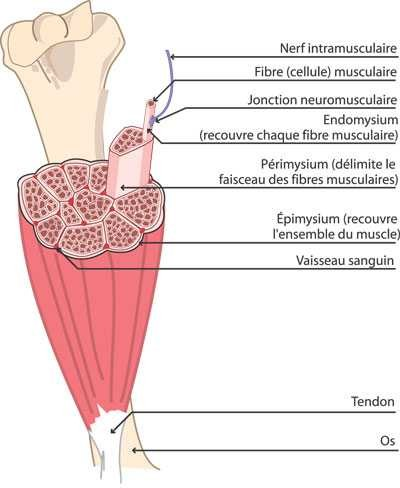 Nerf intramusculaire
Fibre (cellule) musculaire
Jonction neuromusculaire
Endomysium
(recouvre chaque fibre musculaire)
Périmysium (délimite le
faisceau des fibres musculaires)
Épimysium (recouvre
l'ensemble du muscle)
Vaisseau sanguin
Tendon
Os